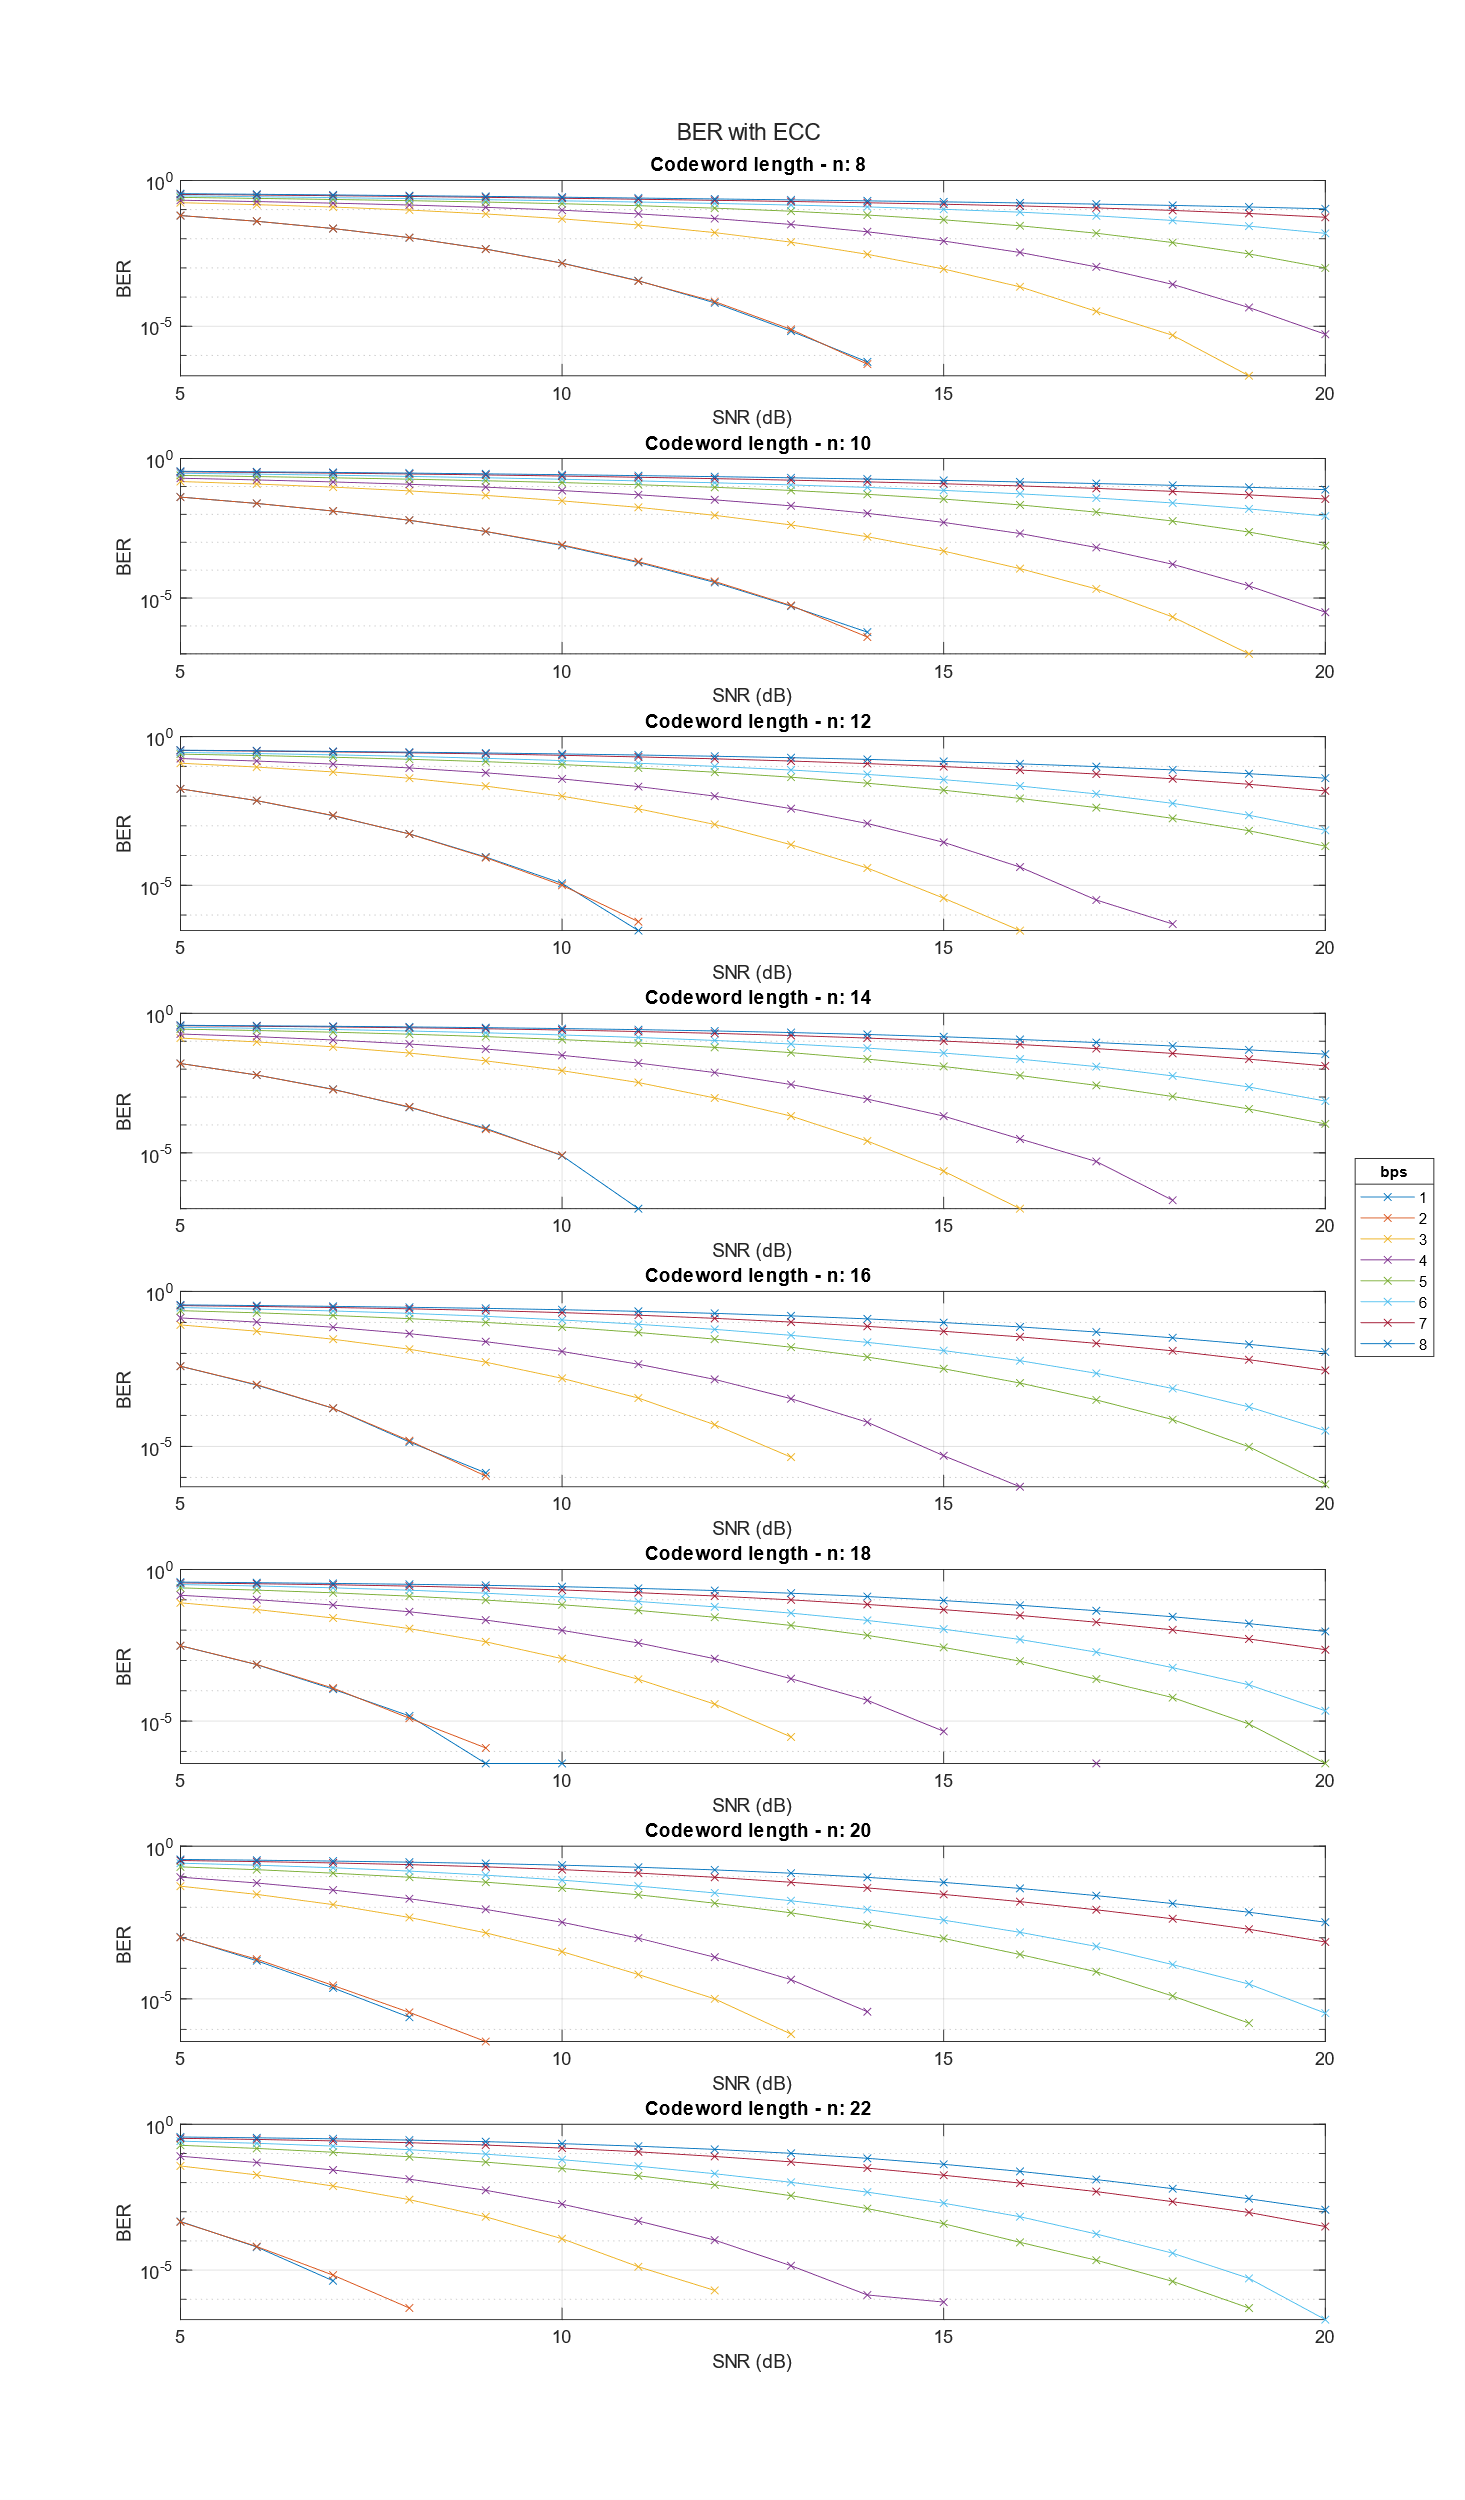 BER with ECC
Codeword length - n: 8
10^0
10^-5
BER
5 10 15 20
SNR (dB)
Codeword length - n: 10
10^0
10^-5
BER
5 10 15 20
SNR (dB)
Codeword length - n: 12
10^0
10^-5
BER
5 10 15 20
SNR (dB)
Codeword length - n: 14
10^0
10^-5
BER
5 10 15 20
SNR (dB)
bps
1
2
3
4
5
6
7
8
Codeword length - n: 16
10^0
10^-5
BER
5 10 15 20
SNR (dB)
Codeword length - n: 18
10^0
10^-5
BER
5 10 15 20
SNR (dB)
Codeword length - n: 20
10^0
10^-5
BER
5 10 15 20
SNR (dB)
Codeword length - n: 22
10^0
10^-5
BER
5 10 15 20
SNR (dB)